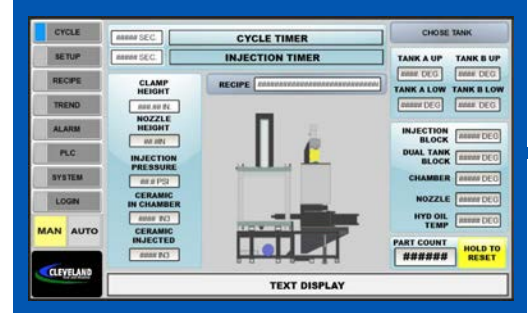 CYCLE
SETUP
RECIPE
TREND
ALARM
PLC
SYSTEM
LOGIN
MAN AUTO
CLEVELAND
##### SEC.
CYCLE TIMER
##### SEC.
INJECTION TIMER
CLAMP
HEIGHT
###.## IN.
NOZZLE
HEIGHT
##.##IN
INJECTION
PRESSURE
##.# PSI
CERAMIC
IN CHAMBER
#### IN3
CERAMIC
INJECTED
#### IN3
RECIPE
CHOSE TANK
TANK A UP TANK B UP
#### DEG #### DEG
TANK A LOW TANK B LOW
##### DEG #### DEG
INJECTION
BLOCK
##### DEG
DUAL TANK
BLOCK
##### DEG
CHAMBER ##### DEG
NOZZLE ##### DEG
HYD OIL
TEMP
##### DEG
PART COUNT
######
HOLD TO
RESET
TEXT DISPLAY